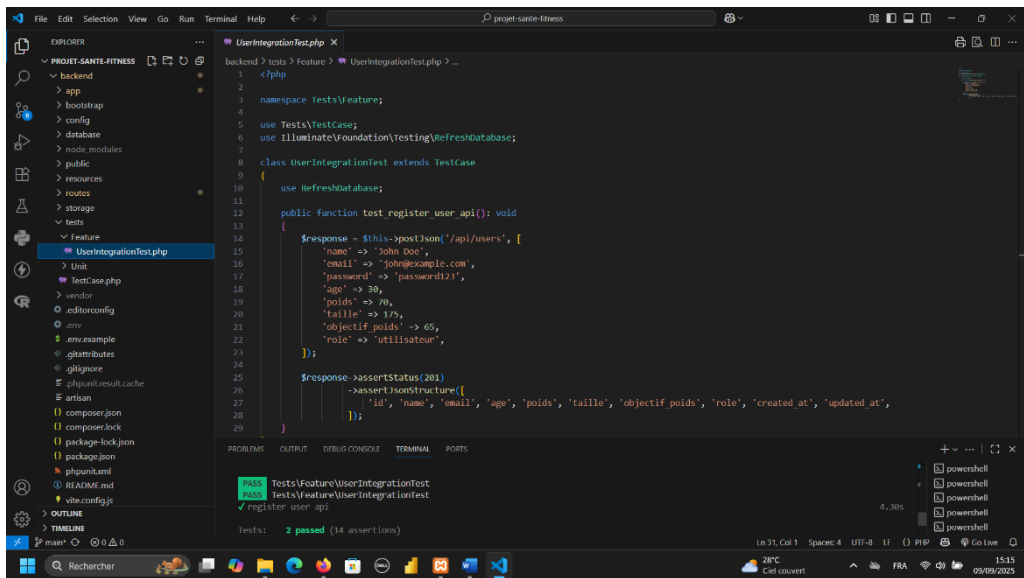 File Edit Selection View Go Run Terminal Help
projet-sante-fitness
EXPLORER
PROJET-SANTE-FITNESS
backend
app
bootstrap
config
database
node_modules
public
resources
routes
storage
tests
Feature
UserIntegrationTest.php
Unit
TestCase.php
vendor
.editorconfig
.env
.env.example
.gitattributes
.gitignore
.phpunit.result.cache
artisan
composer.json
composer.lock
package-lock.json
package.json
phpunit.xml
README.md
vite.config.js
OUTLINE
TIMELINE
UserIntegrationTest.php
backend > tests > Feature > UserIntegrationTest.php > ...
1 <?php
2
3 namespace Tests\Feature;
4
5 use Tests\TestCase;
6 use Illuminate\Foundation\Testing\RefreshDatabase;
7
8 class UserIntegrationTest extends TestCase
9 {
10 use RefreshDatabase;
11
12 public function test_register_user_api(): void
13 {
14 $response = $this->postJson('/api/users', [
15 'name' => 'John Doe',
16 'email' => 'john@example.com',
17 'password' => 'password123',
18 'age' => 30,
19 'poids' => 70,
20 'taille' => 175,
21 'objectif_poids' => 65,
22 'role' => 'utilisateur',
23 ]);
24
25 $response->assertStatus(201)
26 ->assertJsonStructure([
27 'id', 'name', 'email', 'age', 'poids', 'taille', 'objectif_poids', 'role', 'created_at', 'updated_at',
28 ]);
29 }
PROBLEMS OUTPUT DEBUG CONSOLE TERMINAL PORTS
PASS Tests\Feature\UserIntegrationTest
PASS Tests\Feature\UserIntegrationTest
✓ register user api 4.30s
Tests: 2 passed (14 assertions)
powershell
powershell
powershell
powershell
powershell
main* 0 0 Ln 31, Col 1 Spaces: 4 UTF-8 LF {} PHP Go Live
Rechercher
28°C
Ciel couvert
FRA
15:15
09/09/2025